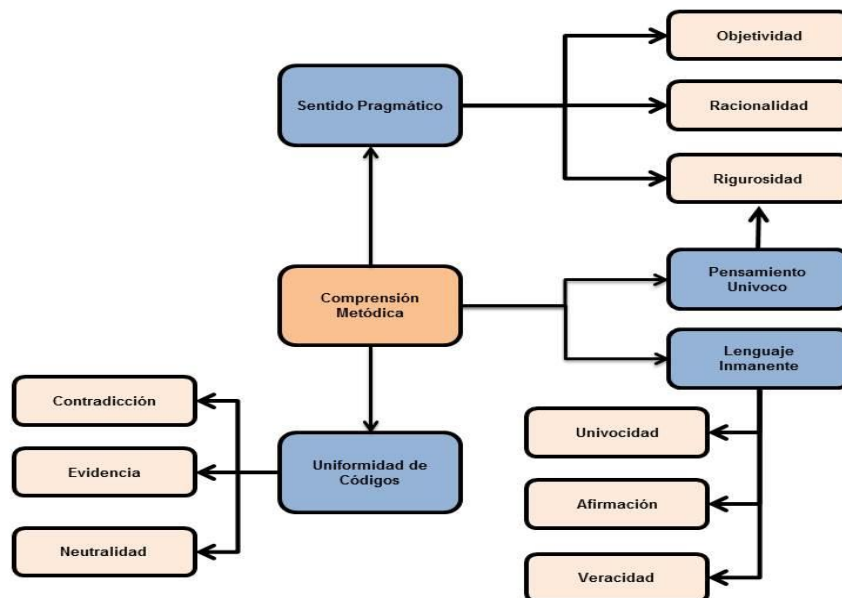 Objetividad
Sentido Pragmático
Racionalidad
Rigurosidad
Pensamiento
Univoco
Comprensión
Metódica
Lenguaje
Inmanente
Contradicción
Univocidad
Evidencia
Uniformidad de
Códigos
Afirmación
Neutralidad
Veracidad